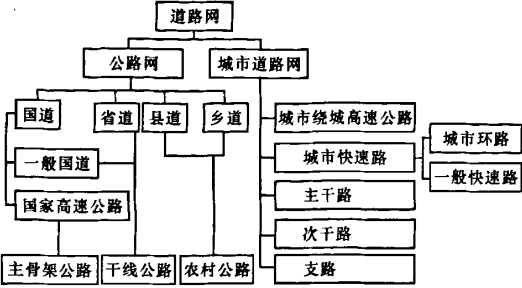 道路网
公路网
城市道路网
国道
省道
县道
乡道
城市绕城高速公路
一般国道
城市快速路
城市环路
一般快速路
国家高速公路
主干路
次干路
主骨架公路
干线公路
农村公路
支路